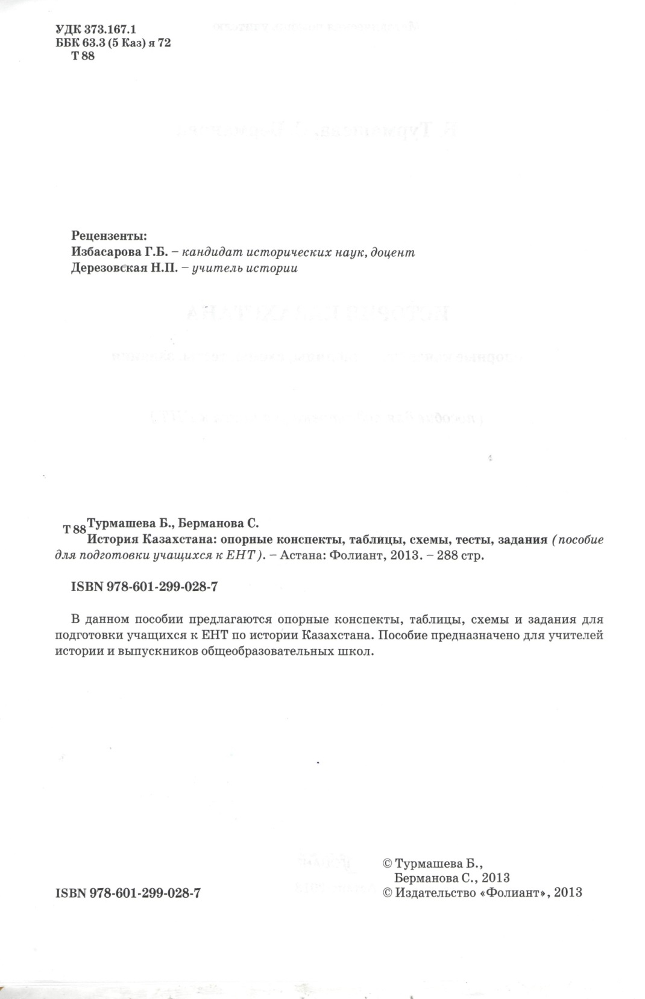 УДК 373.167.1
ББК 63.3 (5 Каз) я 72
Т 88
Рецензенты:
Избасарова Г.Б. – кандидат исторических наук, доцент
Дерезовская Н.П. – учитель истории
Т 88 Турмашева Б., Берманова С.
История Казахстана: опорные конспекты, таблицы, схемы, тесты, задания (пособие
для подготовки учащихся к ЕНТ). – Астана: Фолиант, 2013. – 288 стр.
ISBN 978-601-299-028-7
В данном пособии предлагаются опорные конспекты, таблицы, схемы и задания для
подготовки учащихся к ЕНТ по истории Казахстана. Пособие предназначено для учителей
истории и выпускников общеобразовательных школ.
© Турмашева Б.,
Берманова С., 2013
ISBN 978-601-299-028-7
© Издательство «Фолиант», 2013